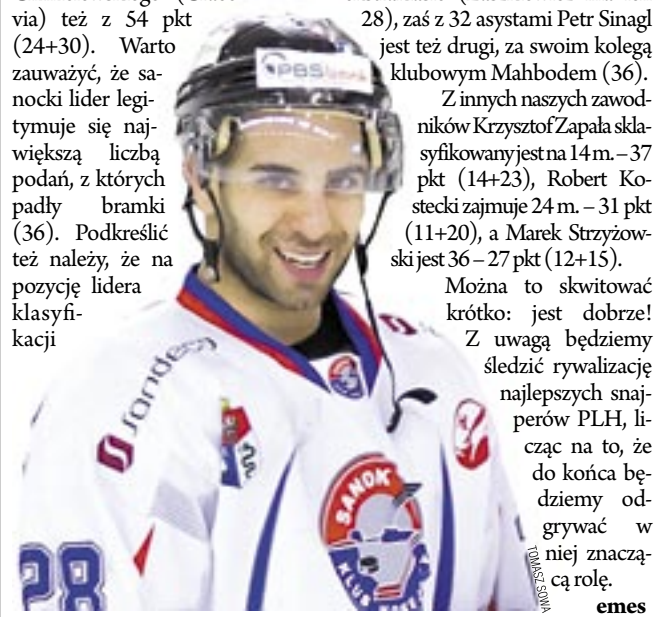 via) też z 54 pkt
(24+30). Warto
zauważyć, że sa-
nocki lider legi-
tymuje się naj-
większą liczbą
podań, z których
padły bramki
(36). Podkreślić
też należy, że na
pozycję lidera
klasyfi-
kacji
28), zaś z 32 asystami Petr Sinagl
jest też drugi, za swoim kolegą
klubowym Mahbodem (36).
Z innych naszych zawod-
ników Krzysztof Zapała skla-
syfikowany jest na 14 m. – 37
pkt (14+23), Robert Ko-
stecki zajmuje 24 m. – 31 pkt
(11+20), a Marek Strzyżow-
ski jest 36 – 27 pkt (12+15).
Można to skwitować
krótko: jest dobrze!
Z uwagą będziemy
śledzić rywalizację
najlepszych snaj-
perów PLH, li-
cząc na to, że
do końca bę-
dziemy od-
grywać w
niej znaczą-
cą rolę.
emes
TOMASZ SOWA
PBS
Sandecj
SANOK
KLUB
28